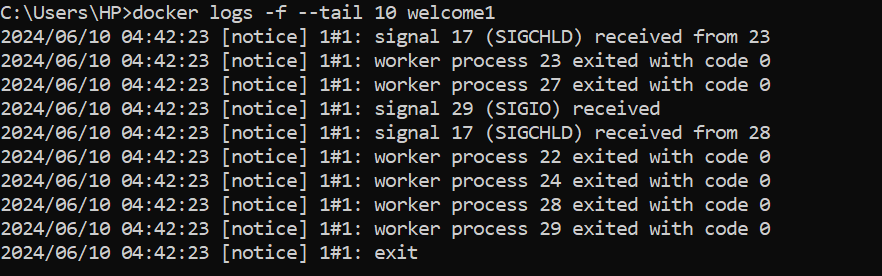 C:\Users\HP>docker logs -f --tail 10 welcome1
2024/06/10 04:42:23 [notice] 1#1: signal 17 (SIGCHLD) received from 23
2024/06/10 04:42:23 [notice] 1#1: worker process 23 exited with code 0
2024/06/10 04:42:23 [notice] 1#1: worker process 27 exited with code 0
2024/06/10 04:42:23 [notice] 1#1: signal 29 (SIGIO) received
2024/06/10 04:42:23 [notice] 1#1: signal 17 (SIGCHLD) received from 28
2024/06/10 04:42:23 [notice] 1#1: worker process 22 exited with code 0
2024/06/10 04:42:23 [notice] 1#1: worker process 24 exited with code 0
2024/06/10 04:42:23 [notice] 1#1: worker process 28 exited with code 0
2024/06/10 04:42:23 [notice] 1#1: worker process 29 exited with code 0
2024/06/10 04:42:23 [notice] 1#1: exit